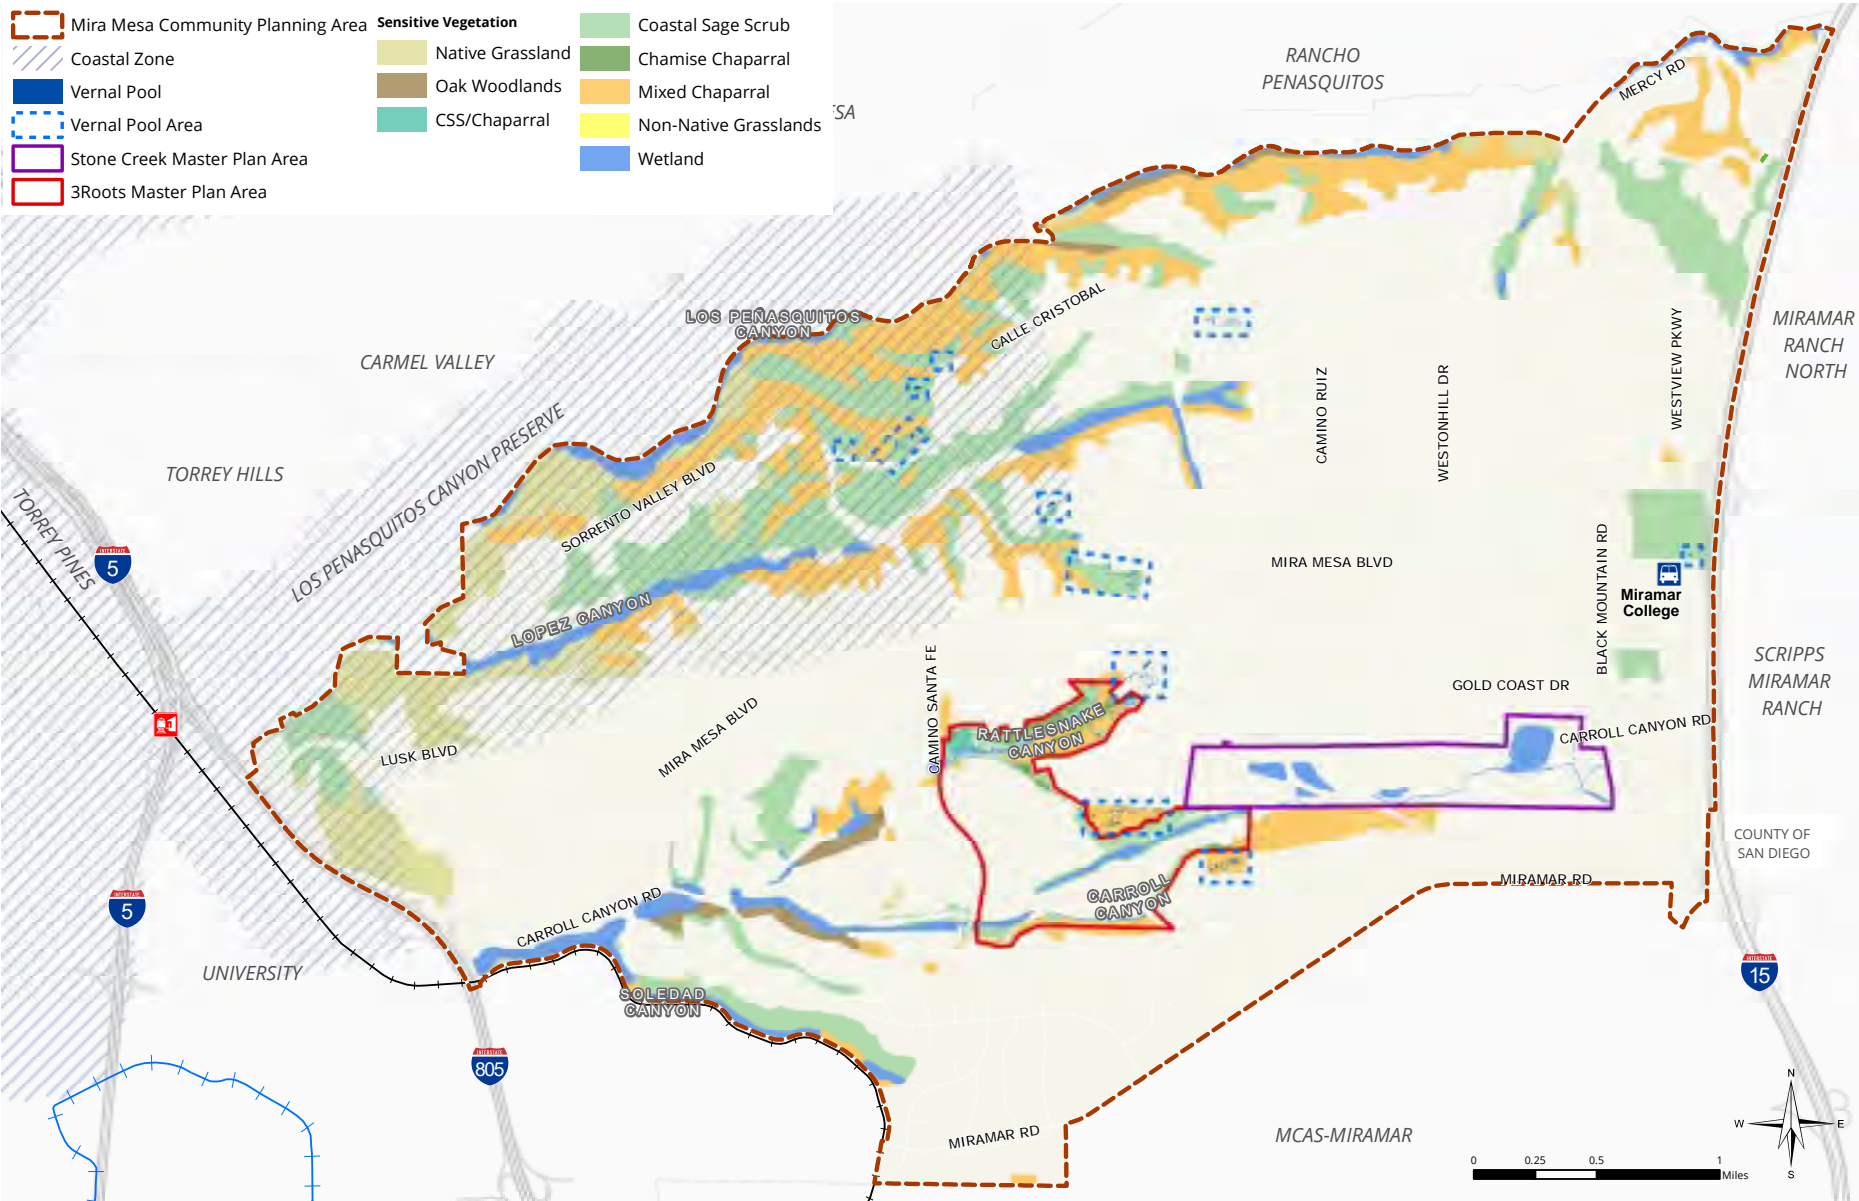 Mira Mesa Community Planning Area
Coastal Zone
Vernal Pool
Vernal Pool Area
Stone Creek Master Plan Area
3Roots Master Plan Area
Sensitive Vegetation
Native Grassland
Oak Woodlands
CSS/Chaparral
Coastal Sage Scrub
Chamise Chaparral
Mixed Chaparral
Non-Native Grasslands
Wetland
ESA
RANCHO
PENASQUITOS
MERCY RD
LOS PEÑASQUITOS
CANYON
CALLE CRISTOBAL
CARMEL VALLEY
MIRAMAR
RANCH
NORTH
WESTVIEW PKWY
CAMINO RUIZ
WESTONHILL DR
TORREY HILLS
LOS PENASQUITOS CANYON PRESERVE
SORRENTO VALLEY BLVD
TORREY PINES
INTERSTATE
5
MIRA MESA BLVD
BLACK MOUNTAIN RD
Miramar
College
LOPEZ CANYON
SCRIPPS
MIRAMAR
RANCH
GOLD COAST DR
CAMINO SANTA FE
RATTLESNAKE
CANYON
CARROLL CANYON RD
LUSK BLVD
MIRA MESA BLVD
COUNTY OF
SAN DIEGO
MIRAMAR RD
CARROLL
CANYON
INTERSTATE
5
CARROLL CANYON RD
UNIVERSITY
INTERSTATE
15
SOLEDAD
CANYON
INTERSTATE
805
MIRAMAR RD
MCAS-MIRAMAR
N
W
E
S
0 0.25 0.5 1
Miles